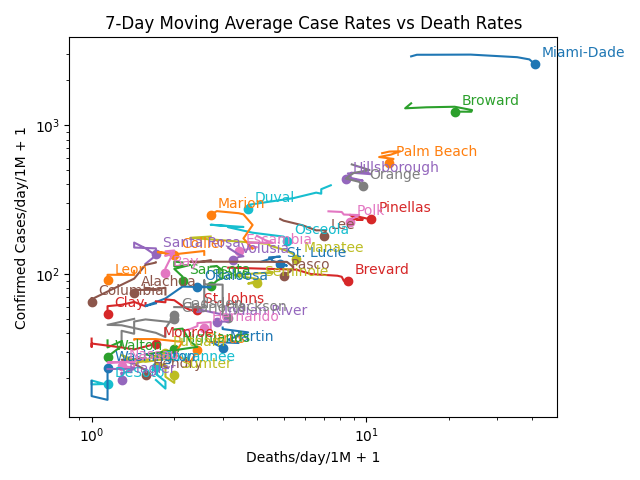 7-Day Moving Average Case Rates vs Death Rates
Miami-Dade
Broward
Palm Beach
Hillsborough
Orange
Marion
Duval
Polk
Pinellas
Lee
Osceola
Santa Rosa
Escambia
Manatee
Volusia
St. Lucie
Leon
Bay
Sarasota
Pasco
Brevard
Alachua
Columbia
Clay
St. Johns
Indian River
Hernando
Monroe
Martin
Walton
Washington
Suwannee
Hendry
Sumter
DeSoto
10³
10²
10⁰
10¹
Confirmed Cases/day/1M + 1
Deaths/day/1M + 1